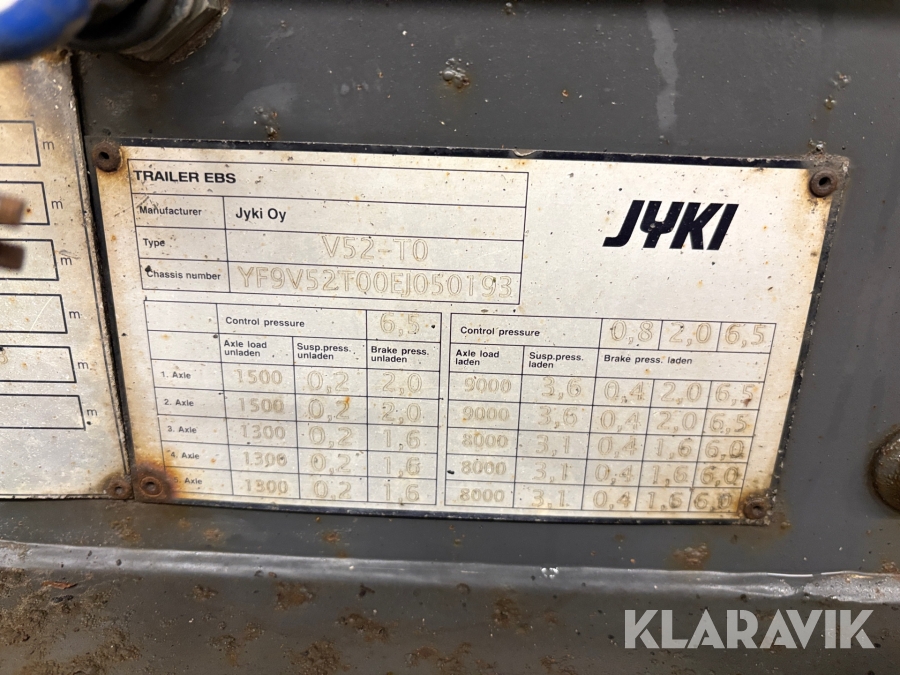 m
m
m
m
m
m
TRAILER EBS
JYKI
Manufacturer Jyki Oy
Type V52-TO
Chassis number YF9V52T00EJ050193
Control pressure 6,5 Control pressure 0,8 2,0 6,5
Axle load unladen Susp.press. unladen Brake press. unladen Axle load laden Susp.press. laden Brake press. laden
1. Axle 1500 0,2 2,0 9000 3,6 0,4 2,0 6,5
2. Axle 1500 0,2 2,0 9000 3,6 0,4 2,0 6,5
3. Axle 1300 0,2 1,6 8000 3,1 0,4 1,6 6,0
4. Axle 1300 0,2 1,6 8000 3,1 0,4 1,6 6,0
Axle 1300 0,2 1,6 8000 3,1 0,4 1,6 6,0
KLARAVIK